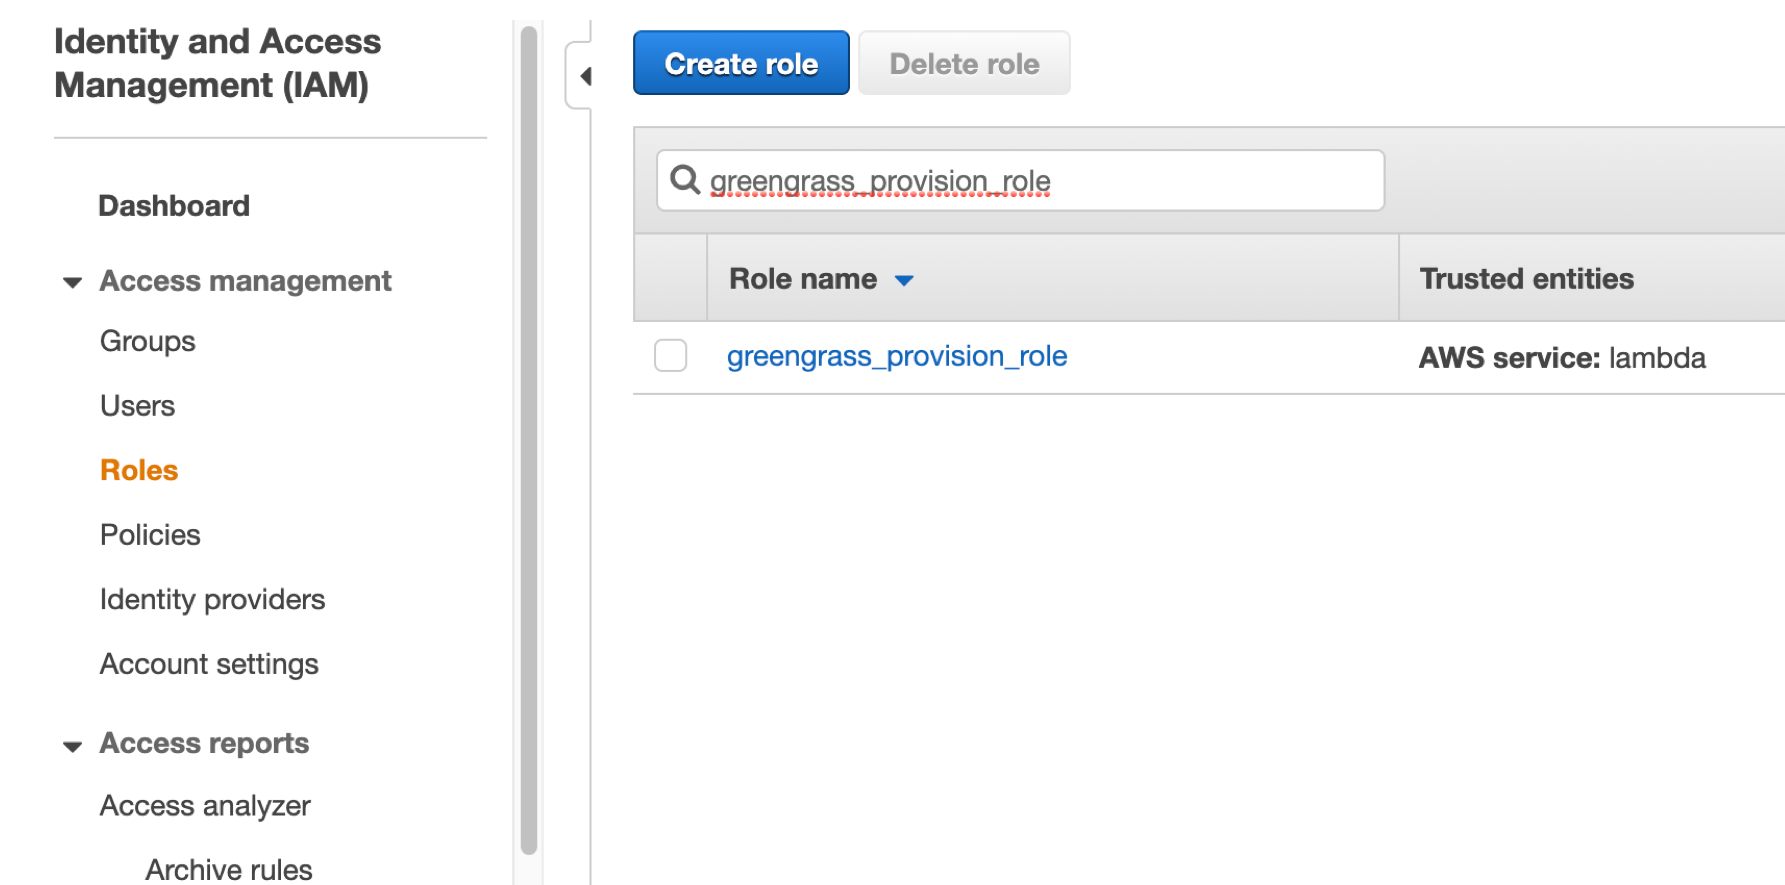 Identity and Access
Management (IAM)
Dashboard
Access management
Groups
Users
Roles
Policies
Identity providers
Account settings
Access reports
Access analyzer
Archive rules
Create role
Delete role
greengrass_provision_role
Role name
Trusted entities
greengrass_provision_role
AWS service: lambda